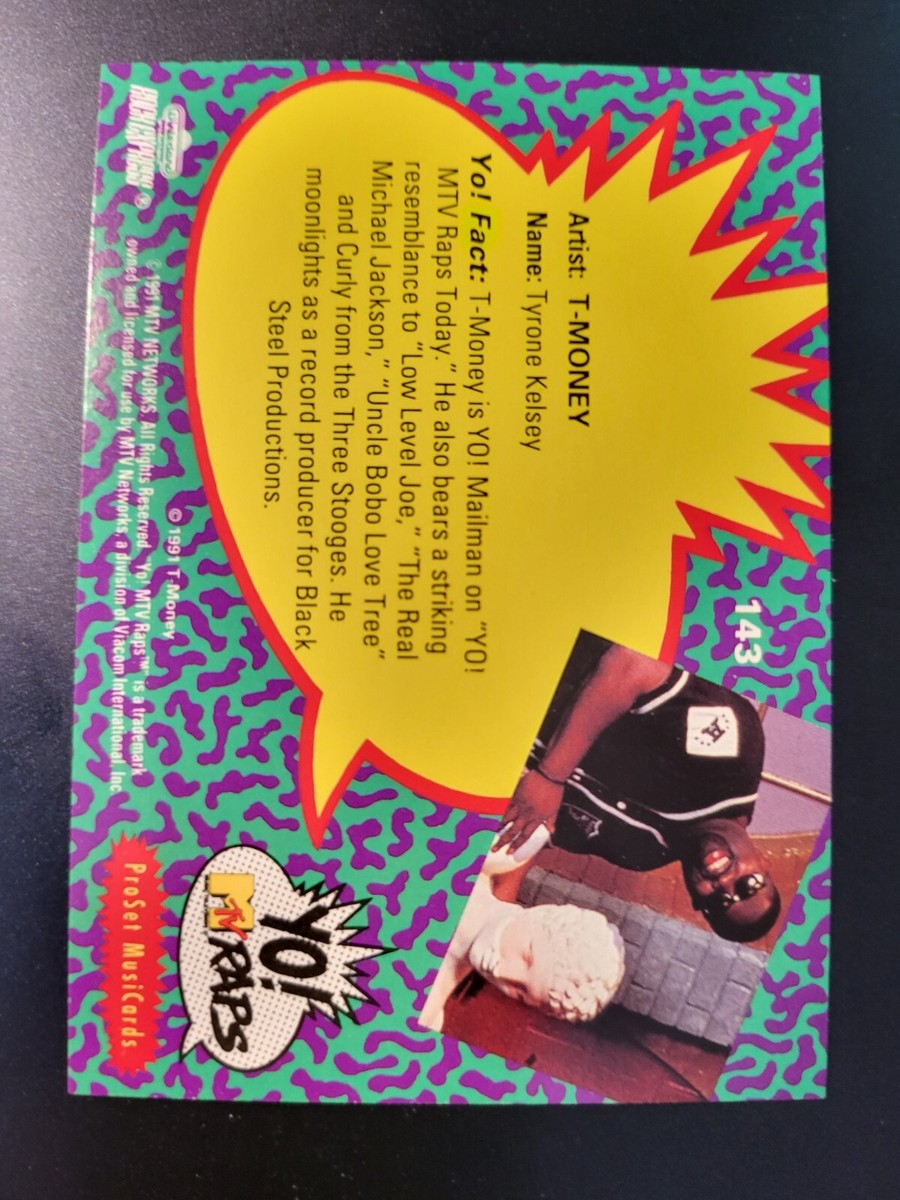 143
Artist: T-MONEY
Name: Tyrone Kelsey
Yo! Fact: T-Money is YO! Mailman on "YO!
MTV Raps Today." He also bears a striking
resemblance to "Low Level Joe," "The Real
Michael Jackson," "Uncle Bobo Love Tree"
and Curly from the Three Stooges. He
moonlights as a record producer for Black
Steel Productions.
YO!
MTV RAPS
© 1991 T-Money
© 1991 MTV NETWORKS. All Rights Reserved. Yo! MTV Raps™ is a trademark
owned and licensed for use by MTV Networks, a division of Viacom International, Inc
ProSet MusiCards